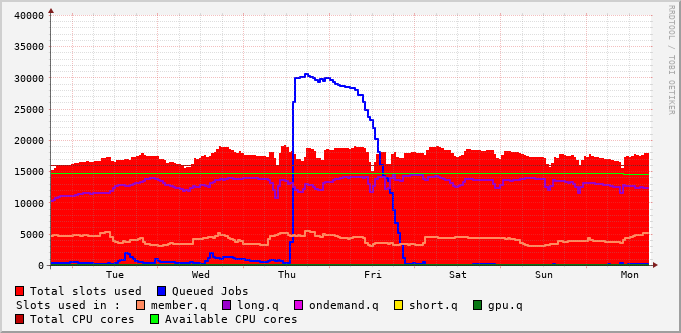 40000
35000
30000
25000
20000
15000
10000
5000
0
Tue Wed Thu Fri Sat Sun Mon
RRDTOOL / TOBI OETIKER
Total slots used Queued Jobs
Slots used in : member.q long.q ondemand.q short.q gpu.q
Total CPU cores Available CPU cores